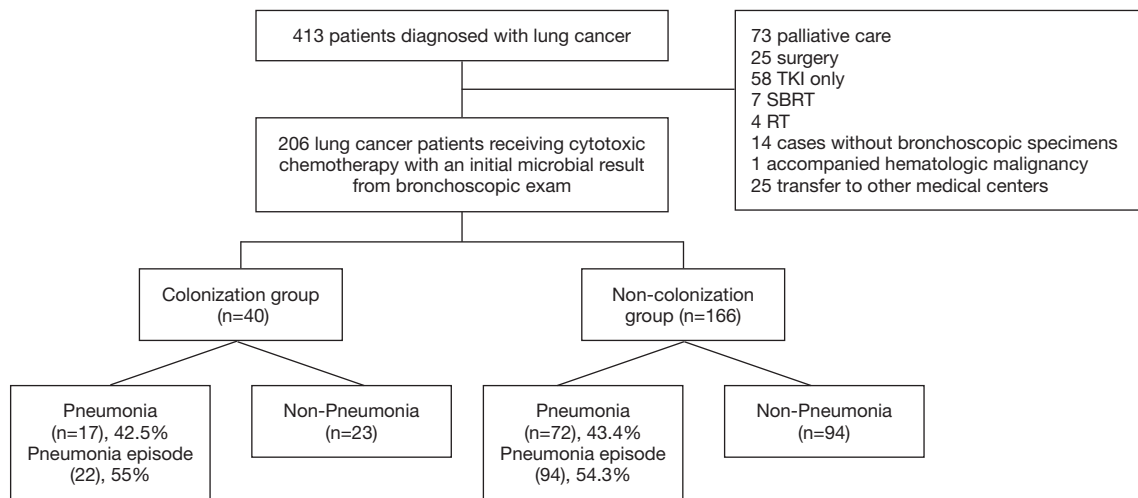 413 patients diagnosed with lung cancer
73 palliative care
25 surgery
58 TKI only
7 SBRT
4 RT
14 cases without bronchoscopic specimens
1 accompanied hematologic malignancy
25 transfer to other medical centers
206 lung cancer patients receiving cytotoxic
chemotherapy with an initial microbial result
from bronchoscopic exam
Colonization group
(n=40)
Non-colonization
group (n=166)
Pneumonia
(n=17), 42.5%
Pneumonia episode
(22), 55%
Non-Pneumonia
(n=23)
Pneumonia
(n=72), 43.4%
Pneumonia episode
(94), 54.3%
Non-Pneumonia
(n=94)